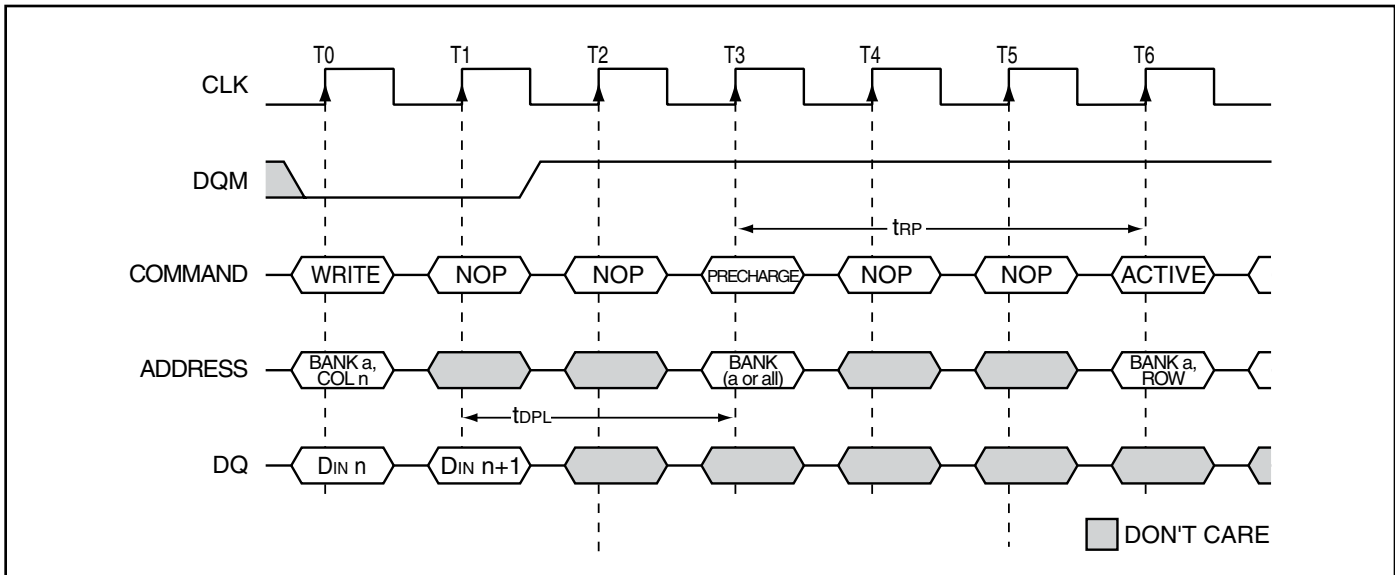 T0 T1 T2 T3 T4 T5 T6
CLK
DQM
tRP
COMMAND WRITE NOP NOP PRECHARGE NOP NOP ACTIVE
ADDRESS BANK a, COL n BANK (a or all) BANK a, ROW
tDPL
DQ DIN n DIN n+1
DON'T CARE